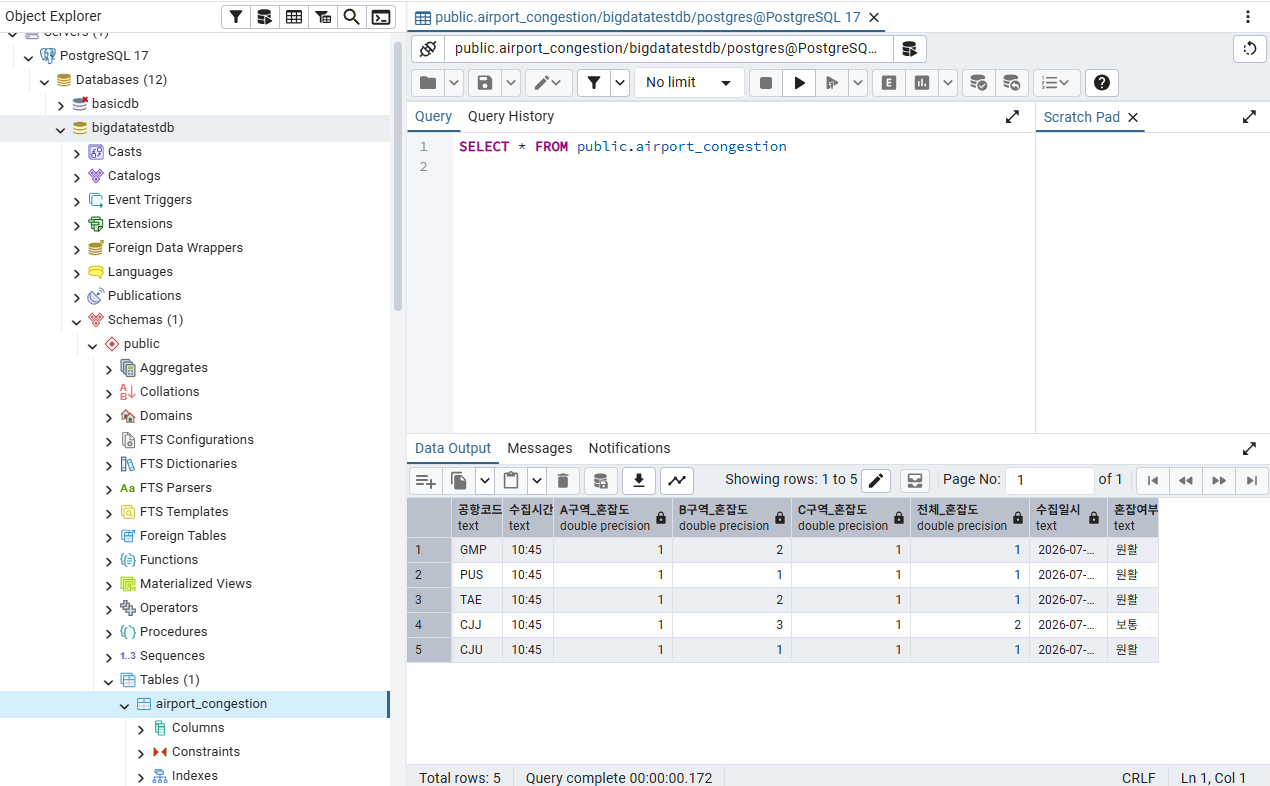 Object Explorer
Servers (1)
PostgreSQL 17
Databases (12)
basicdb
bigdatatestdb
Casts
Catalogs
Event Triggers
Extensions
Foreign Data Wrappers
Languages
Publications
Schemas (1)
public
Aggregates
Collations
Domains
FTS Configurations
FTS Dictionaries
FTS Parsers
FTS Templates
Foreign Tables
Functions
Materialized Views
Operators
Procedures
1..3 Sequences
Tables (1)
airport_congestion
Columns
Constraints
Indexes
public.airport_congestion/bigdatatestdb/postgres@PostgreSQL 17
public.airport_congestion/bigdatatestdb/postgres@PostgreSQ...
No limit
Query Query History
Scratch Pad
1 SELECT * FROM public.airport_congestion
2
Data Output Messages Notifications
Showing rows: 1 to 5 Page No: 1 of 1
공항코드 수집시간 A구역_혼잡도 B구역_혼잡도 C구역_혼잡도 전체_혼잡도 수집일시 혼잡여부
text text double precision double precision double precision double precision text text
1 GMP 10:45 1 2 1 1 2026-07-... 원활
2 PUS 10:45 1 1 1 1 2026-07-... 원활
3 TAE 10:45 1 2 1 1 2026-07-... 원활
4 CJJ 10:45 1 3 1 2 2026-07-... 보통
5 CJU 10:45 1 1 1 1 2026-07-... 원활
Total rows: 5 Query complete 00:00:00.172 CRLF Ln 1, Col 1